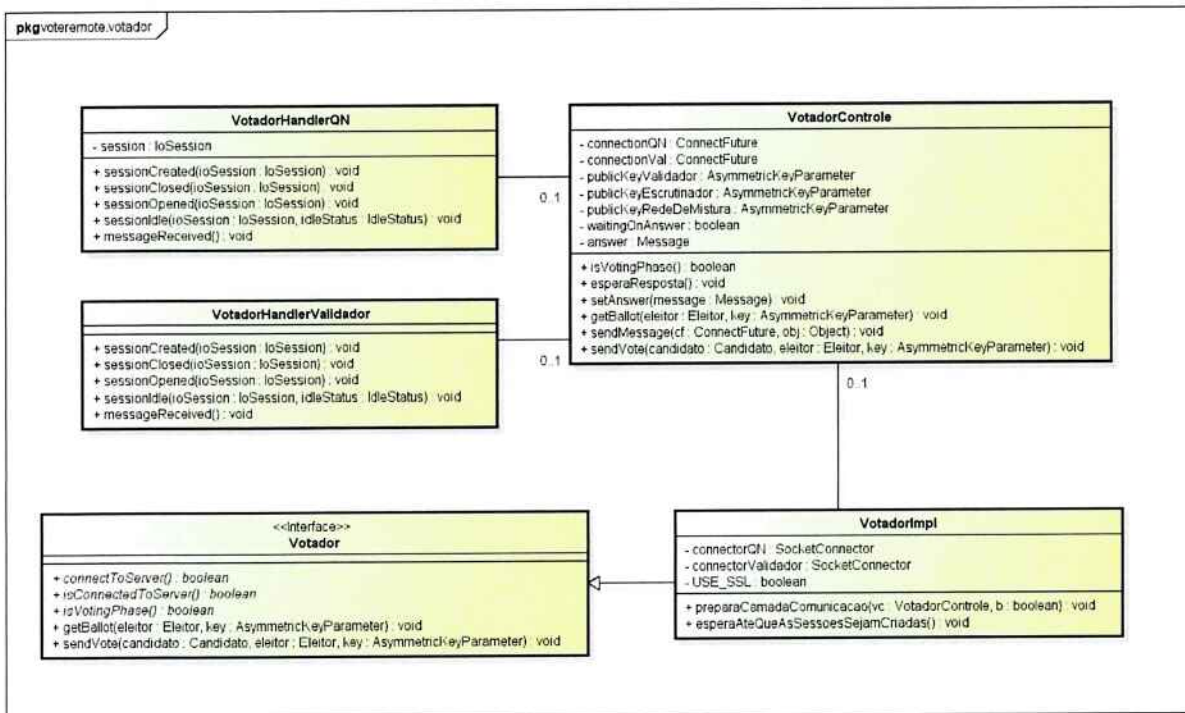 pkg voteremote.votador
VotadorHandlerQN
- session : IoSession
+ sessionCreated(ioSession : IoSession) : void
+ sessionClosed(ioSession : IoSession) : void
+ sessionOpened(ioSession : IoSession) : void
+ sessionIdle(ioSession : IoSession, idleStatus : IdleStatus) : void
+ messageReceived() : void
0..1
VotadorControle
- connectionQN : ConnectFuture
- connectionVal : ConnectFuture
- publicKeyValidador : AsymmetricKeyParameter
- publicKeyEscrutinador : AsymmetricKeyParameter
- publicKeyRedeDeMistura : AsymmetricKeyParameter
- waitingOnAnswer : boolean
- answer : Message
+ isVotingPhase() : boolean
+ esperaResposta() : void
+ setAnswer(message : Message) : void
+ getBallot(eleitor : Eleitor, key : AsymmetricKeyParameter) : void
+ sendMessage(cf : ConnectFuture, obj : Object) : void
+ sendVote(candidato : Candidato, eleitor : Eleitor, key : AsymmetricKeyParameter) : void
VotadorHandlerValidador
+ sessionCreated(ioSession : IoSession) : void
+ sessionClosed(ioSession : IoSession) : void
+ sessionOpened(ioSession : IoSession) : void
+ sessionIdle(ioSession : IoSession, idleStatus : IdleStatus) : void
+ messageReceived() : void
0..1
0..1
<<Interface>>
Votador
+ connectToServer() : boolean
+ isConnectedToServer() : boolean
+ isVotingPhase() : boolean
+ getBallot(eleitor : Eleitor, key : AsymmetricKeyParameter) : void
+ sendVote(candidato : Candidato, eleitor : Eleitor, key : AsymmetricKeyParameter) : void
VotadorImpl
- connectorQN : SocketConnector
- connectorValidador : SocketConnector
- USE_SSL : boolean
+ preparaCamadaComunicacao(vc : VotadorControle, b : boolean) : void
+ esperaAteQueAsSessoesSejamCriadas() : void